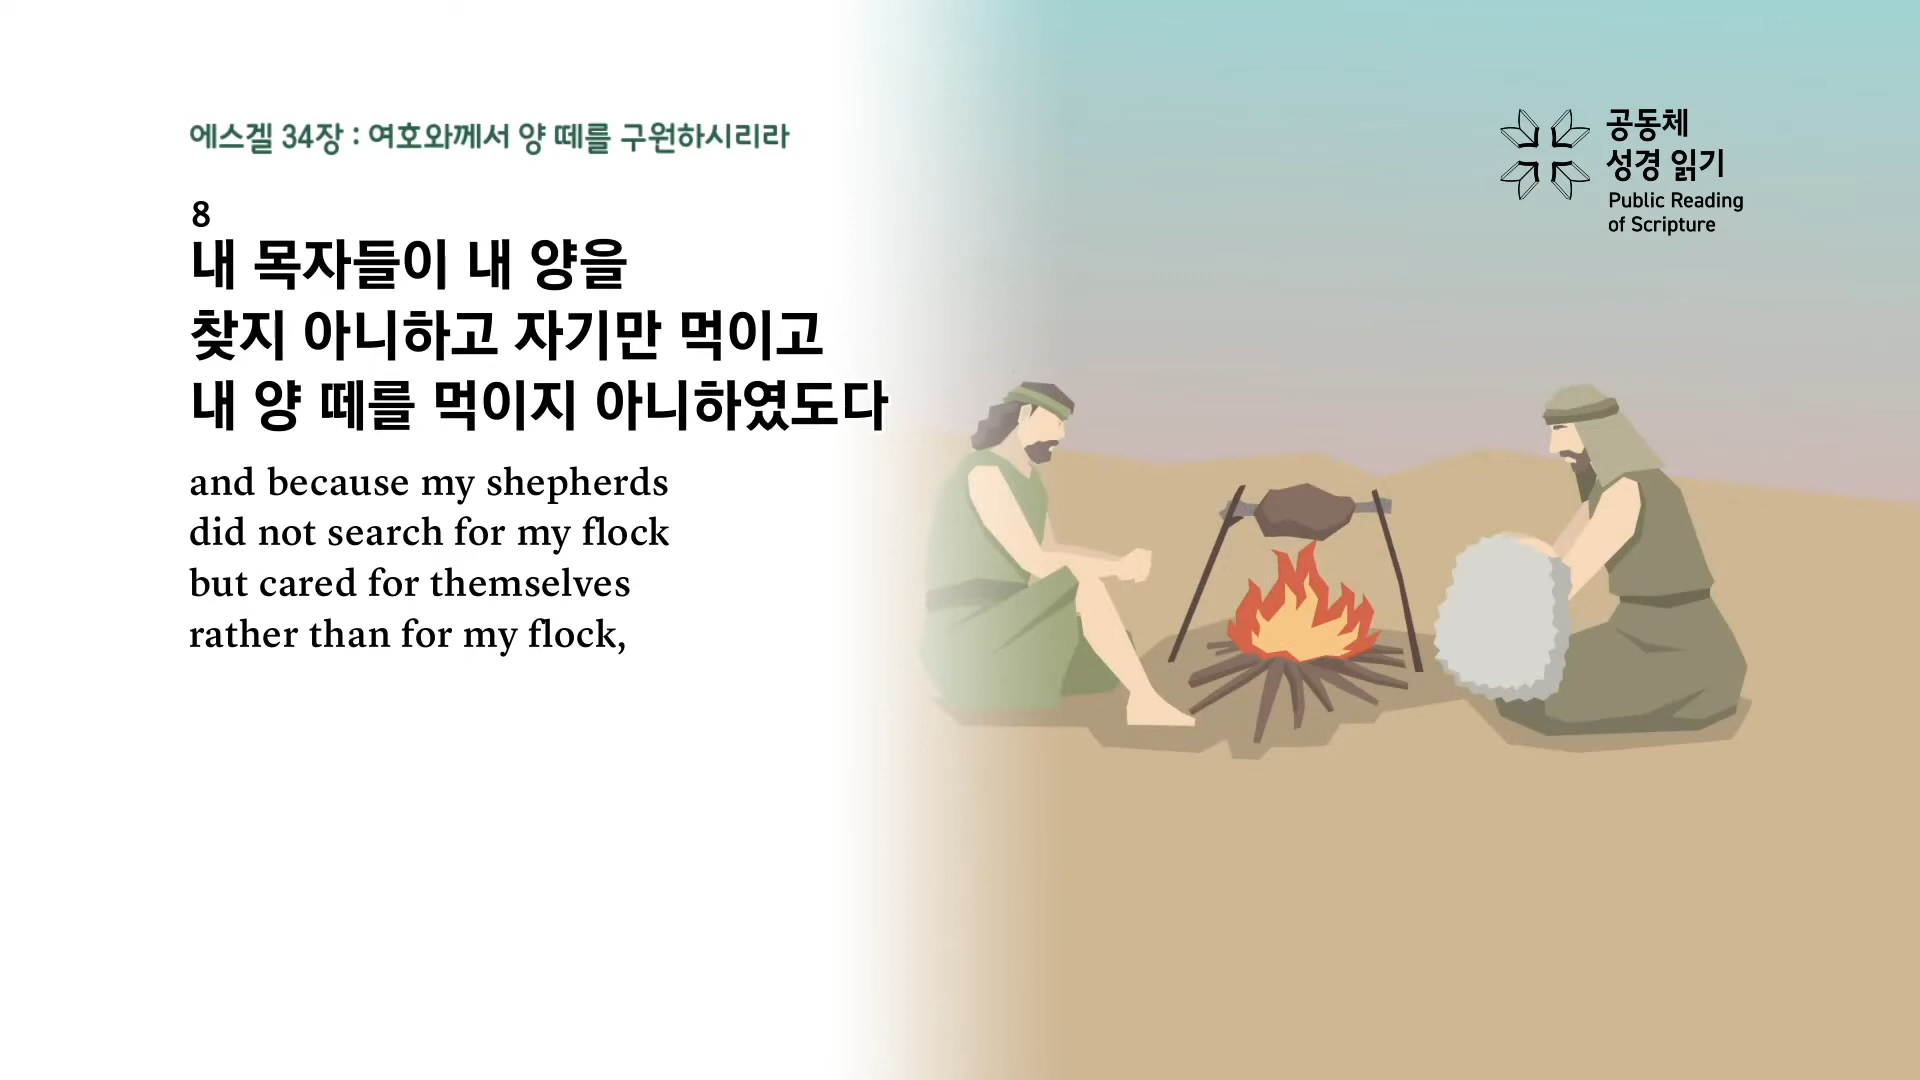 에스겔 34장 : 여호와께서 양 떼를 구원하시리라
8
내 목자들이 내 양을
찾지 아니하고 자기만 먹이고
내 양 떼를 먹이지 아니하였도다
and because my shepherds
did not search for my flock
but cared for themselves
rather than for my flock,
공동체
성경 읽기
Public Reading
of Scripture